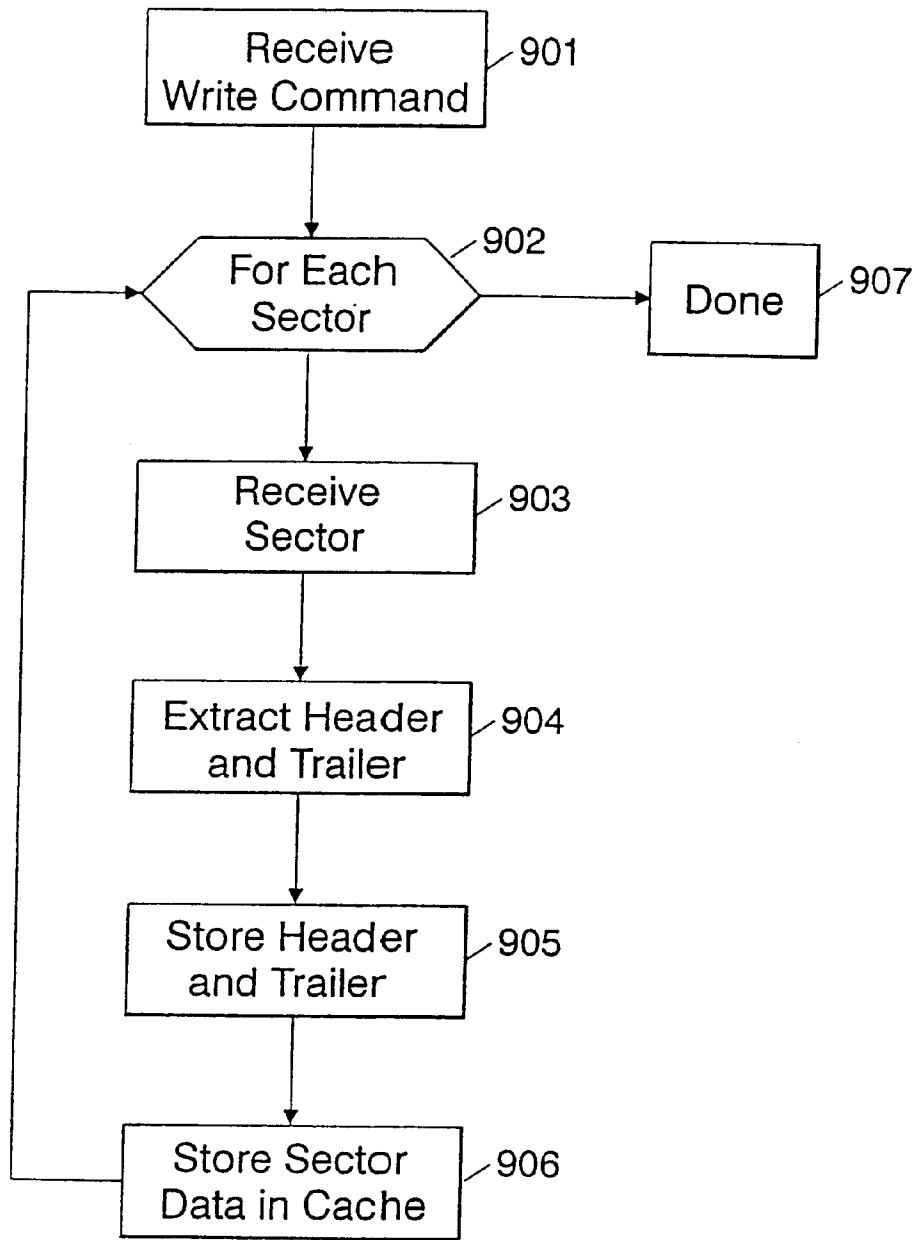 Receive
Write Command
901
For Each
Sector
902
Done
907
Receive
Sector
903
Extract Header
and Trailer
904
Store Header
and Trailer
905
Store Sector
Data in Cache
906